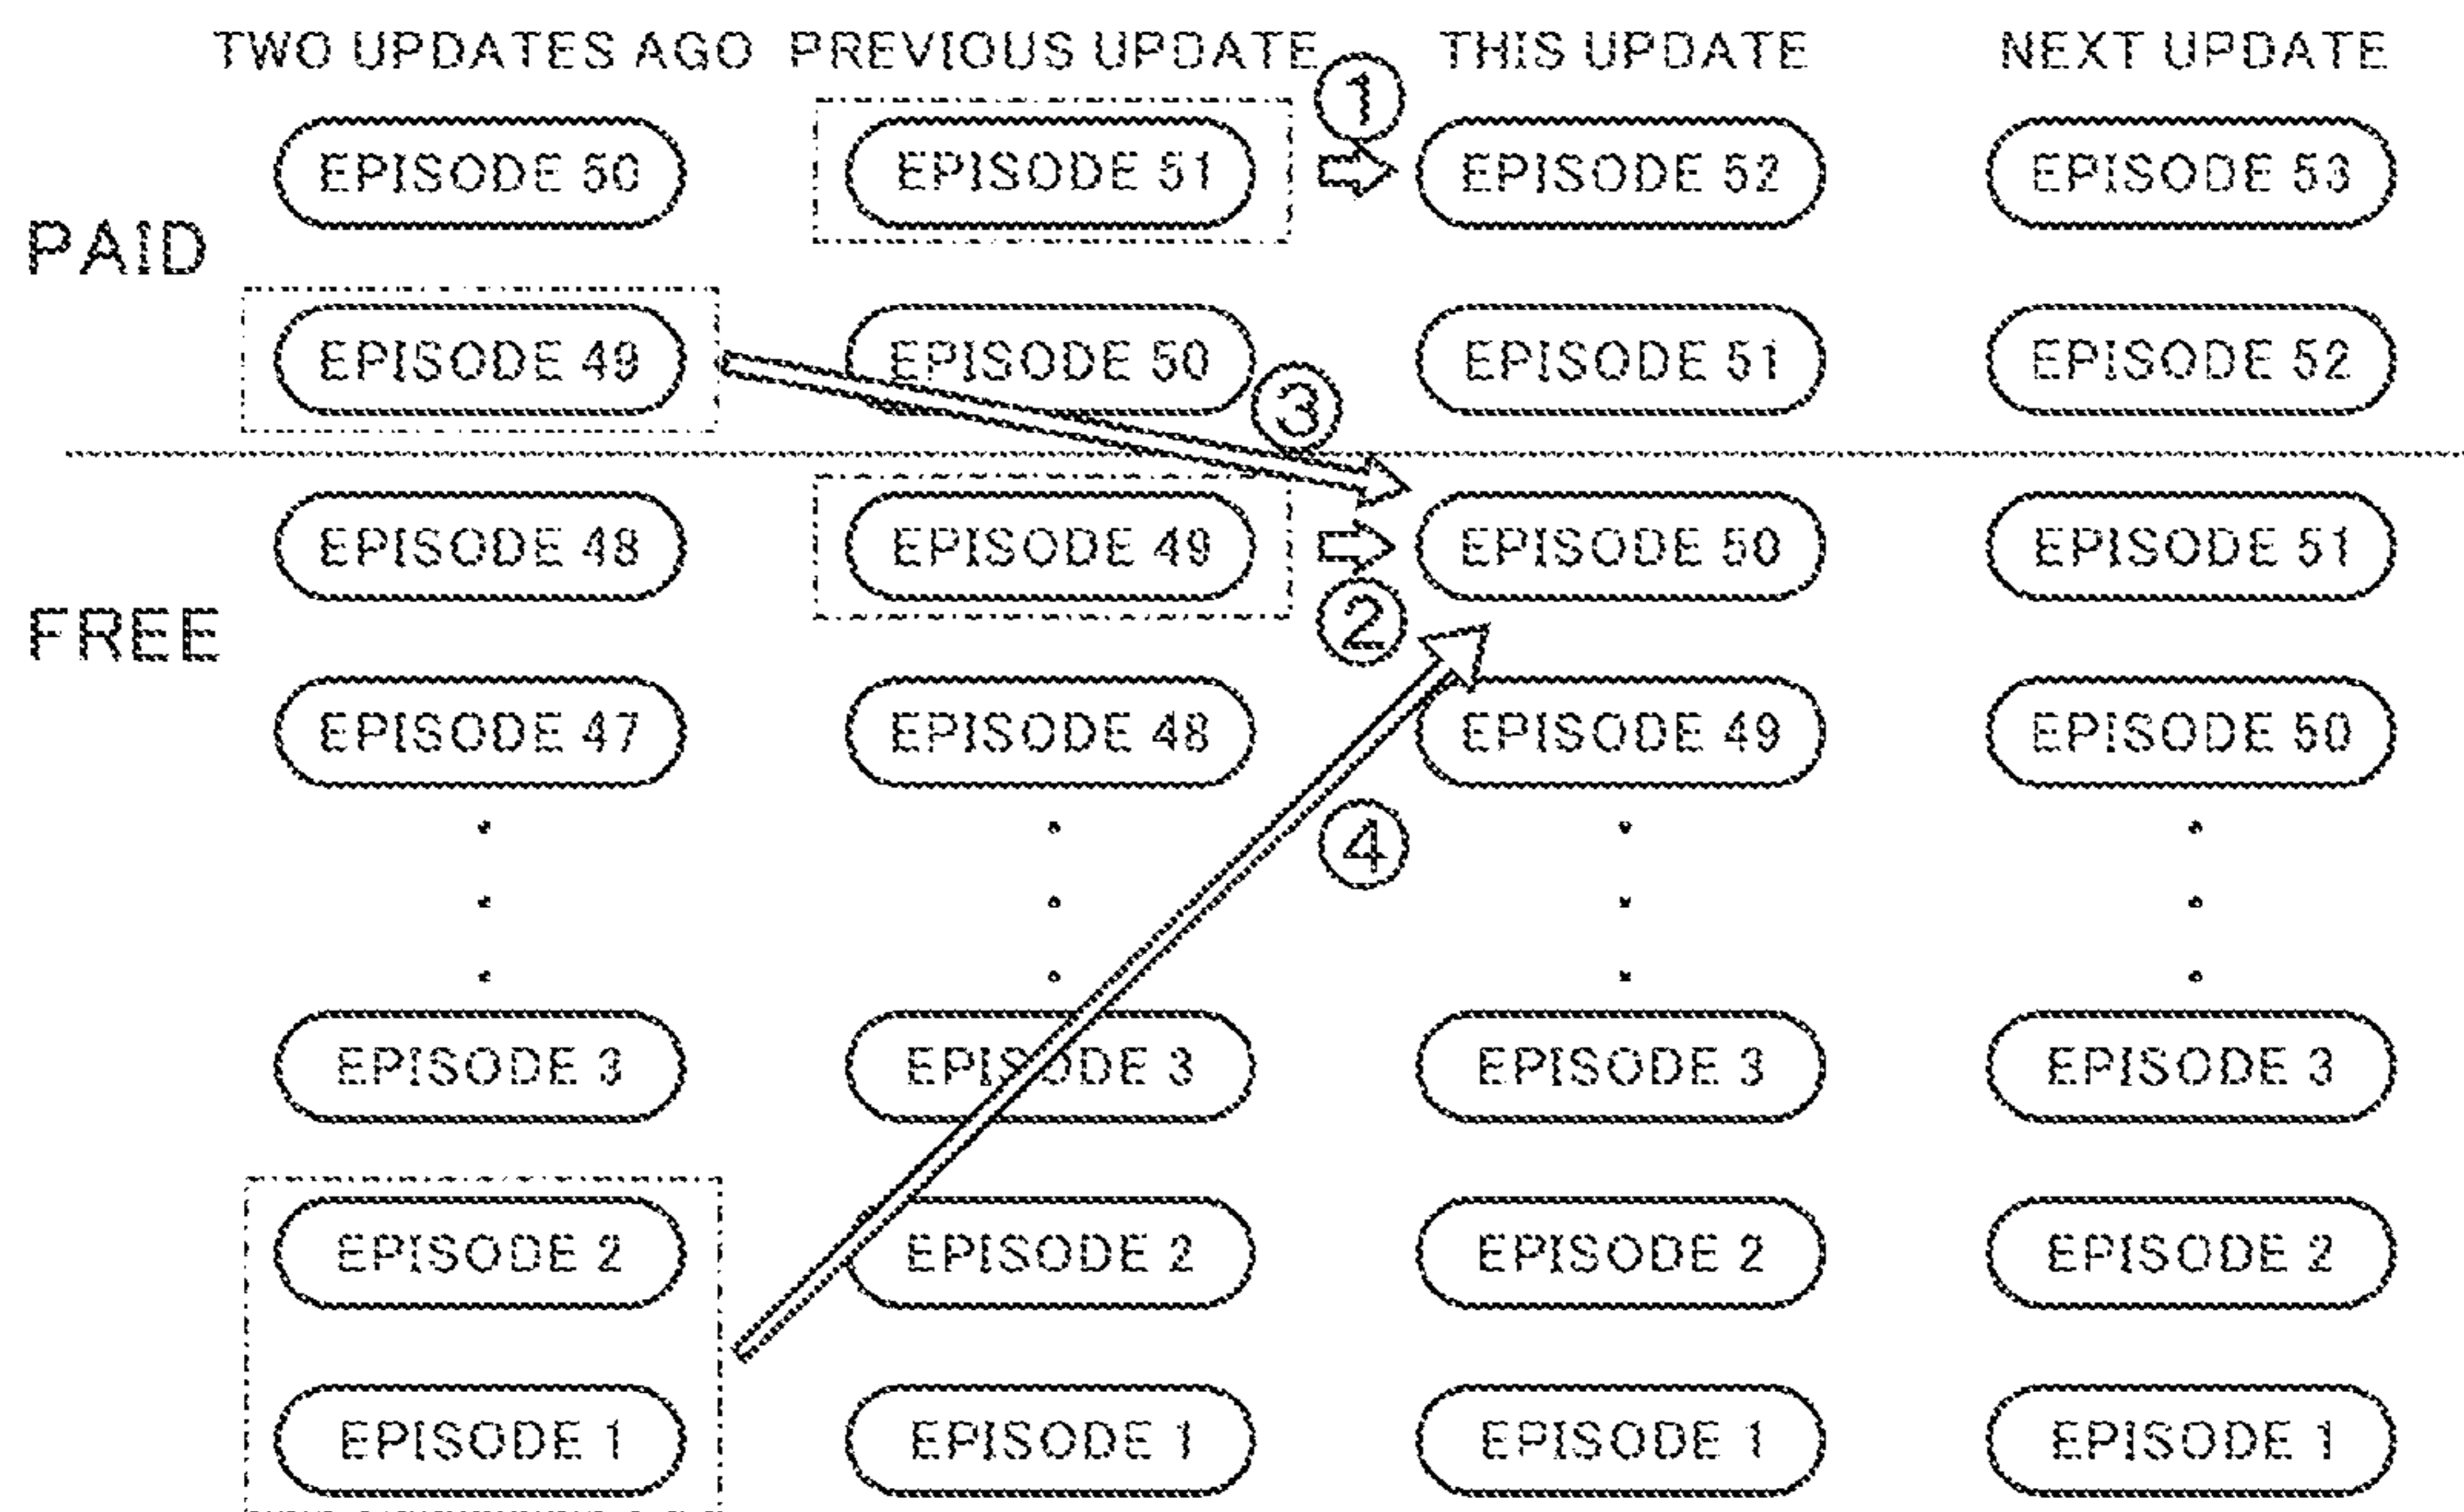 TWO UPDATES AGO PREVIOUS UPDATE THIS UPDATE NEXT UPDATE
①
EPISODE 50 EPISODE 51 EPISODE 52 EPISODE 53
PAID
EPISODE 49 EPISODE 50 EPISODE 51 EPISODE 52
③
EPISODE 48 EPISODE 49 EPISODE 50 EPISODE 51
②
FREE
EPISODE 47 EPISODE 48 EPISODE 49 EPISODE 50
④
EPISODE 3 EPISODE 3 EPISODE 3 EPISODE 3
EPISODE 2 EPISODE 2 EPISODE 2 EPISODE 2
EPISODE 1 EPISODE 1 EPISODE 1 EPISODE 1